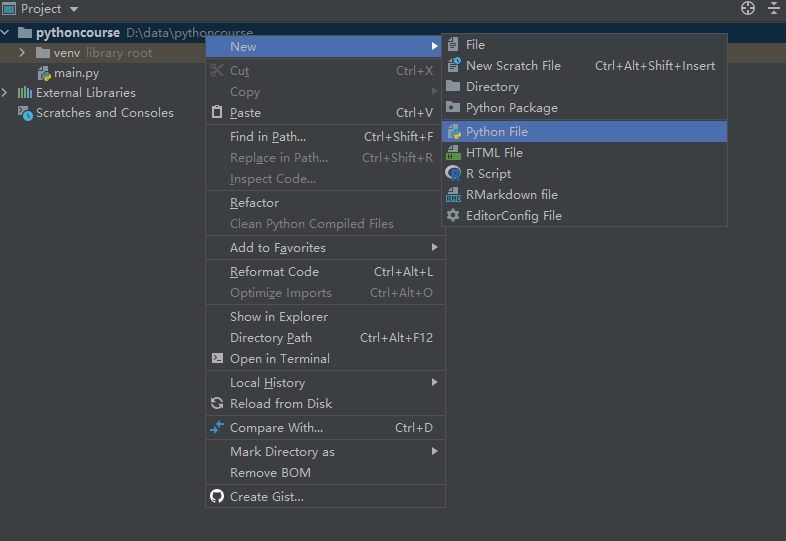 Project
pythoncourse D:\data\pythoncourse
venv library root
main.py
External Libraries
Scratches and Consoles
New
Cut Ctrl+X
Copy
Paste Ctrl+V
Find in Path... Ctrl+Shift+F
Replace in Path... Ctrl+Shift+R
Inspect Code...
Refactor
Clean Python Compiled Files
Add to Favorites
Reformat Code Ctrl+Alt+L
Optimize Imports Ctrl+Alt+O
Show in Explorer
Directory Path Ctrl+Alt+F12
Open in Terminal
Local History
Reload from Disk
Compare With... Ctrl+D
Mark Directory as
Remove BOM
Create Gist...
File
New Scratch File Ctrl+Alt+Shift+Insert
Directory
Python Package
Python File
HTML File
R Script
RMarkdown file
EditorConfig File